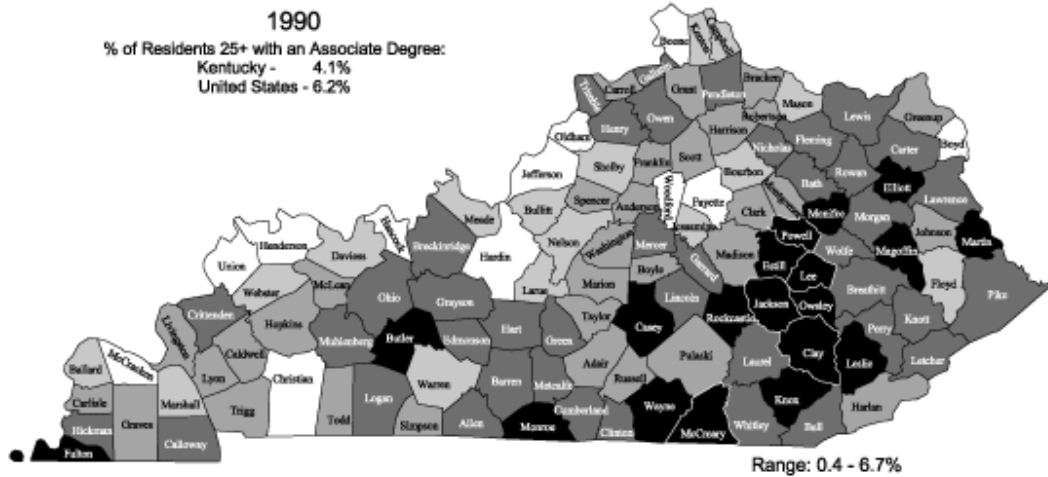 1990
% of Residents 25+ with an Associate Degree:
Kentucky - 4.1%
United States - 6.2%
Boone
Kenton
Campbell
Gallatin
Trimble
Carroll
Grant
Pendleton
Bracken
Mason
Lewis
Greenup
Henry
Owen
Robertson
Harrison
Fleming
Carter
Boyd
Oldham
Nicholas
Rowan
Elliott
Lawrence
Jefferson
Shelby
Franklin
Scott
Bourbon
Bath
Woodford
Fayette
Montgomery
Menifee
Morgan
Spencer
Anderson
Clark
Bullitt
Meade
Hancock
Jessamine
Powell
Johnson
Martin
Magoffin
Nelson
Washington
Mercer
Madison
Estill
Wolfe
Henderson
Daviess
Breckinridge
Hardin
Boyle
Garrard
Lee
Floyd
Union
Webster
McLean
Larue
Marion
Breathitt
Pike
Ohio
Grayson
Lincoln
Jackson
Owsley
Crittenden
Hopkins
Hart
Taylor
Casey
Rockcastle
Knott
Perry
Livingston
Muhlenberg
Butler
Edmonson
Green
Pulaski
Laurel
Clay
Leslie
Letcher
McCracken
Ballard
Lyon
Caldwell
Christian
Warren
Barren
Metcalfe
Adair
Russell
Carlisle
Marshall
Trigg
Todd
Logan
Simpson
Allen
Monroe
Cumberland
Clinton
Wayne
McCreary
Whitley
Knox
Bell
Harlan
Hickman
Graves
Calloway
Fulton
Range: 0.4 - 6.7%